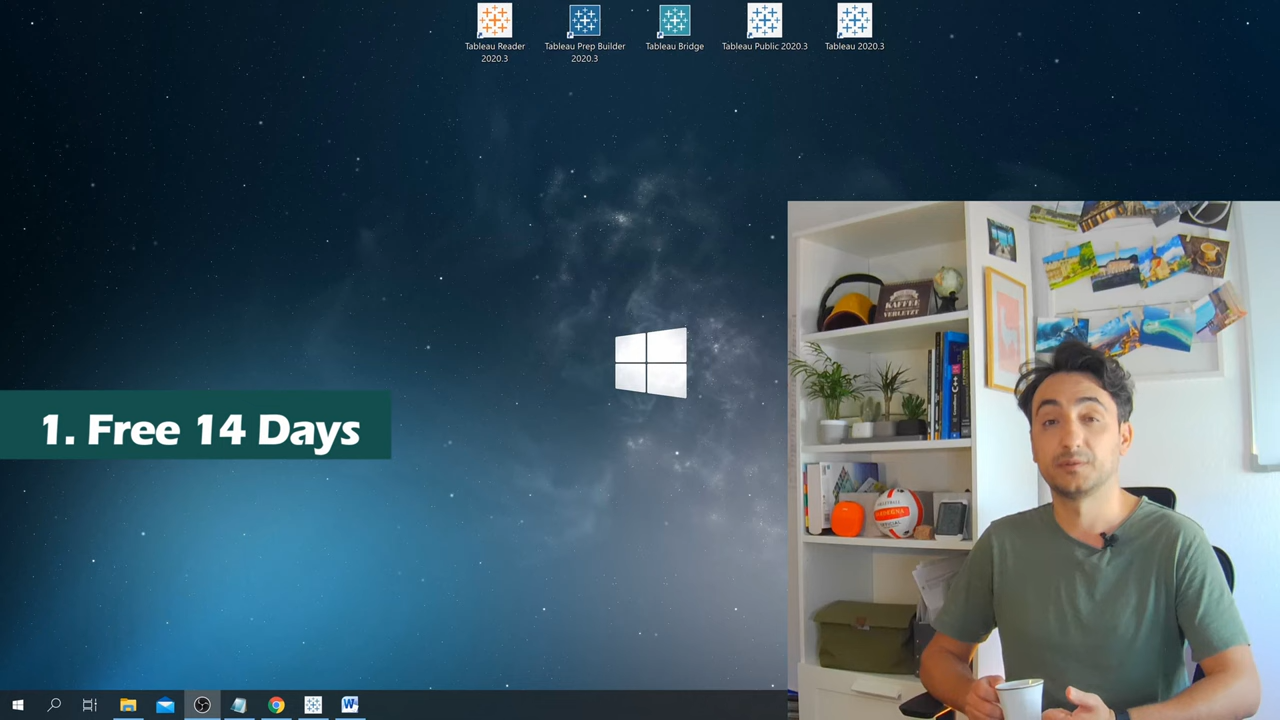 Tableau Reader
2020.3
Tableau Prep Builder
2020.3
Tableau Bridge
Tableau Public 2020.3
Tableau 2020.3
KAFFEE
VERLETZT
C++
1. Free 14 Days